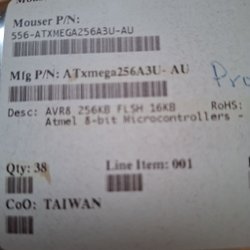 Mouser P/N:
556-ATXMEGA256A3U-AU
Mfg P/N: ATxmega256A3U- AU
Pro
Desc: AVR8 256KB FLSH 16KB RoHS:
Atmel 8-bit Microcontrollers -
Qty: 38 Line Item: 001
CoO: TAIWAN